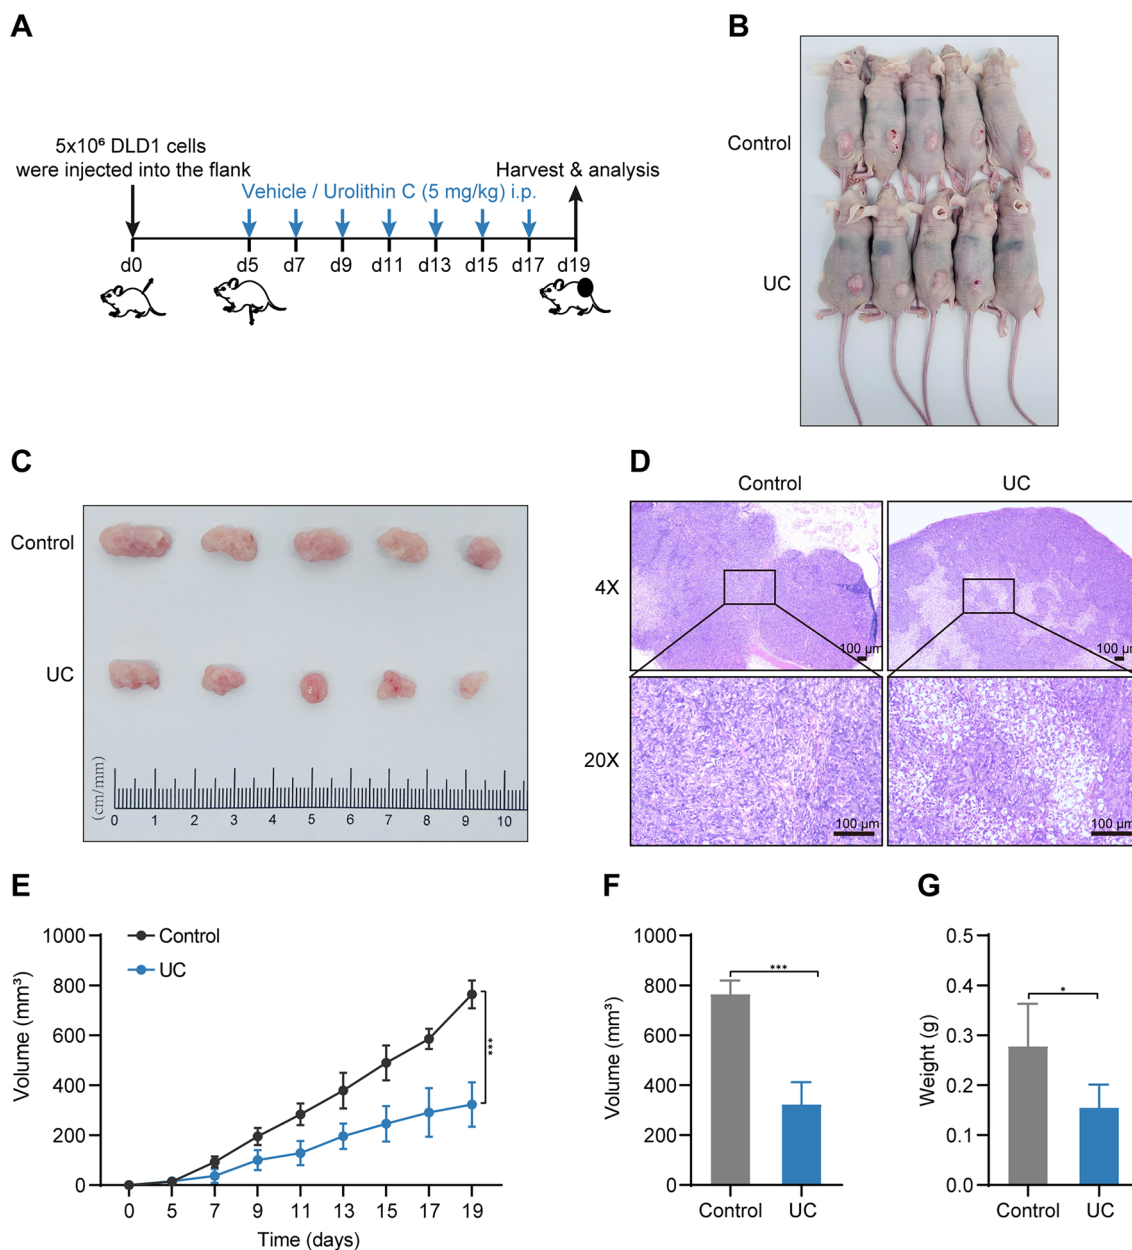 A
5x10⁶ DLD1 cells
were injected into the flank
Vehicle / Urolithin C (5 mg/kg) i.p.
Harvest & analysis
d0 d5 d7 d9 d11 d13 d15 d17 d19
B
Control
UC
C
Control
UC
(cm/mm)
0 1 2 3 4 5 6 7 8 9 10
D
Control UC
4X
100 μm 100 μm
20X
100 μm 100 μm
E
Control
UC
Volume (mm³)
1000
800
600
400
200
0
***
0 5 7 9 11 13 15 17 19
Time (days)
F
Volume (mm³)
1000
800
600
400
200
0
***
Control UC
G
Weight (g)
0.5
0.4
0.3
0.2
0.1
0.0
*
Control UC